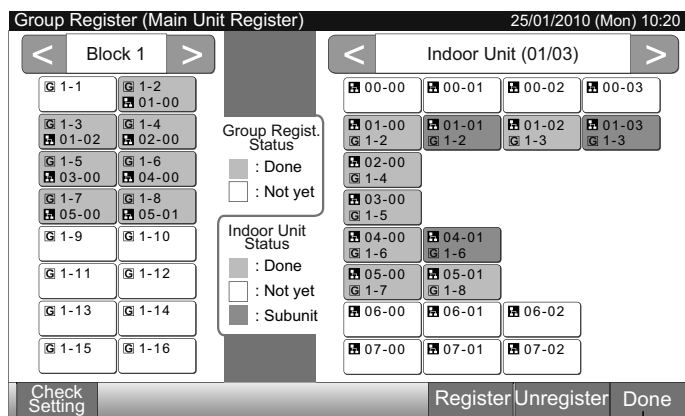 Group Register (Main Unit Register) 25/01/2010 (Mon) 10:20
< Block 1 >
G 1-1 G 1-2
01-00
G 1-3 G 1-4
01-02 02-00
G 1-5 G 1-6
03-00 04-00
G 1-7 G 1-8
05-00 05-01
G 1-9 G 1-10
G 1-11 G 1-12
G 1-13 G 1-14
G 1-15 G 1-16
Group Regist.
Status
: Done
: Not yet
Indoor Unit
Status
: Done
: Not yet
: Subunit
< Indoor Unit (01/03) >
00-00 00-01 00-02 00-03
01-00 01-01 01-02 01-03
G 1-2 G 1-2 G 1-3 G 1-3
02-00
G 1-4
03-00
G 1-5
04-00 04-01
G 1-6 G 1-6
05-00 05-01
G 1-7 G 1-8
06-00 06-01 06-02
07-00 07-01 07-02
Check
Setting
Register Unregister Done